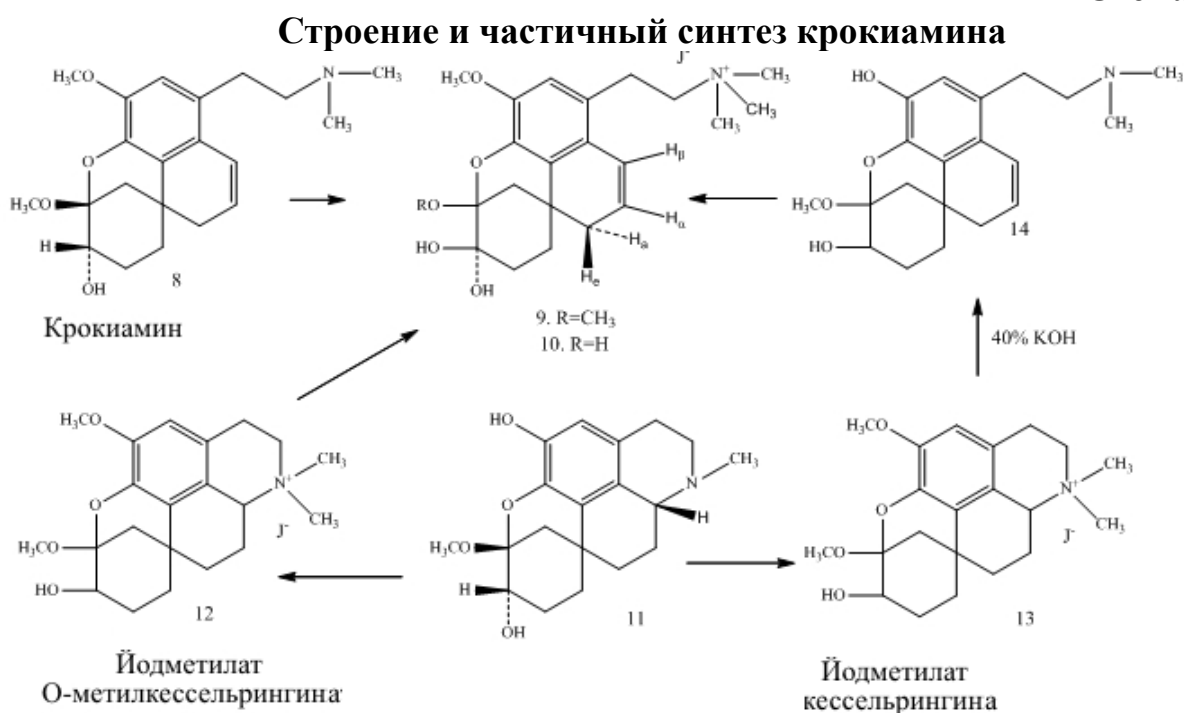 Строение и частичный синтез крокиамина
H₃CO
N
CH₃
CH₃
O
H₃CO
H
OH
8
Крокиамин
J⁻
H₃CO
N⁺
CH₃
CH₃
CH₃
Hβ
O
RO
Hα
HO
Hₐ
Hₑ
OH
9. R=CH₃
10. R=H
HO
N
CH₃
CH₃
O
H₃CO
HO
14
40% KOH
H₃CO
N⁺
CH₃
CH₃
J⁻
O
H₃CO
HO
12
Йодметилат
О-метилкессельрингина
HO
N
CH₃
H
O
H₃CO
H
OH
11
H₃CO
N⁺
CH₃
CH₃
J⁻
O
H₃CO
HO
13
Йодметилат
кессельрингина